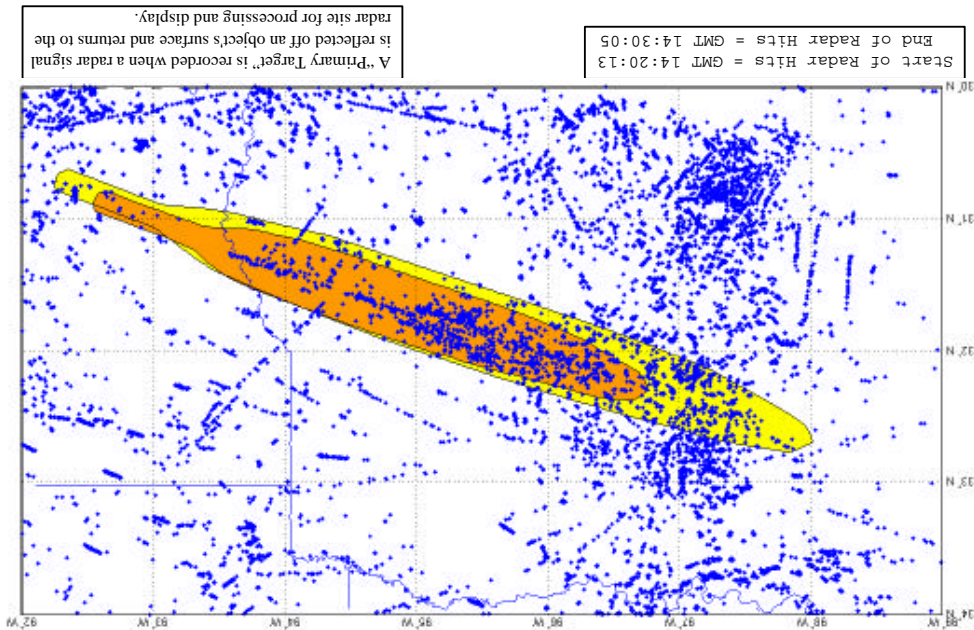 99° W 98° W 97° W 96° W 95° W 94° W 93° W 92° W
34° N
33° N
32° N
31° N
30° N
Start of Radar Hits = GMT 14:20:13
End of Radar Hits = GMT 14:30:05
A “Primary Target” is recorded when a radar signal
is reflected off an object's surface and returns to the
radar site for processing and display.